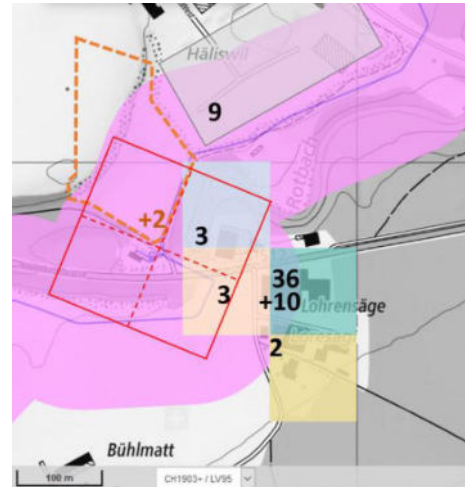 Häliswil
9
Rotbach
+2
3
3
36
+10
Lohrensäge
2
Bühlmatt
100 m
CH1903+ / LV95